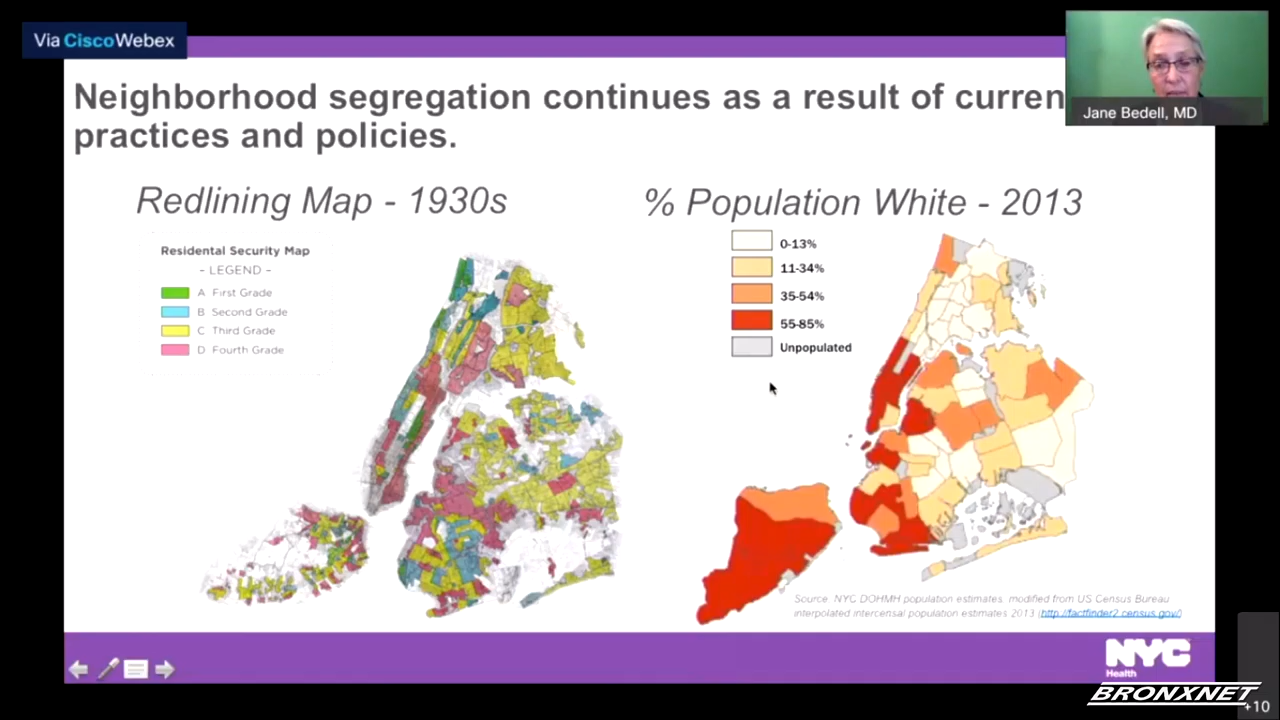 Via CiscoWebex
Neighborhood segregation continues as a result of curren
practices and policies.
Jane Bedell, MD
Redlining Map - 1930s
% Population White - 2013
Residental Security Map
- LEGEND -
A First Grade
B Second Grade
C Third Grade
D Fourth Grade
0-13%
11-34%
35-54%
55-85%
Unpopulated
Source: NYC DOHMH population estimates, modified from US Census Bureau
interpolated intercensal population estimates 2013 (http://factfinder2.census.gov/)
NYC
Health
BRONXNET
+10